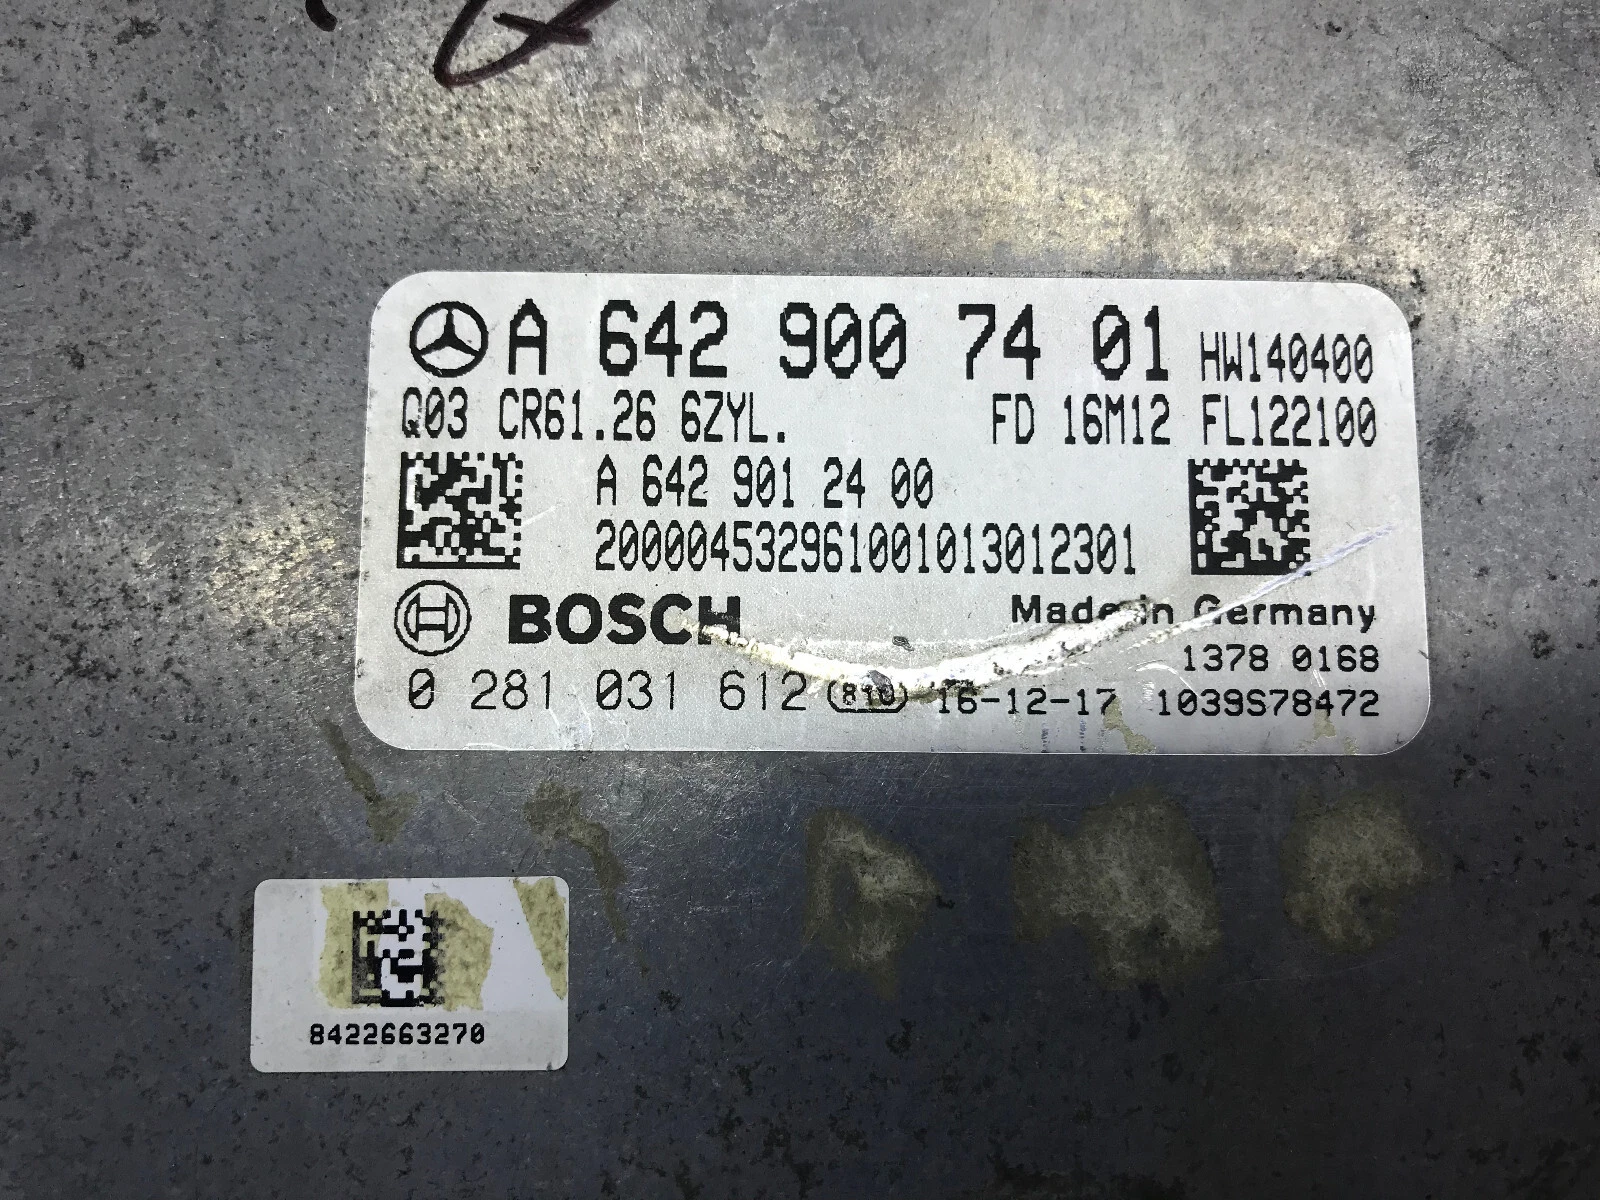 A 642 900 74 01 HW140400
Q03 CR61.26 6ZYL. FD 16M12 FL122100
A 642 901 24 00
2000045329610010130123​01
BOSCH Made in Germany
1378 0168
0 281 031 612 810 16-12-17 1039S78472
8422663270